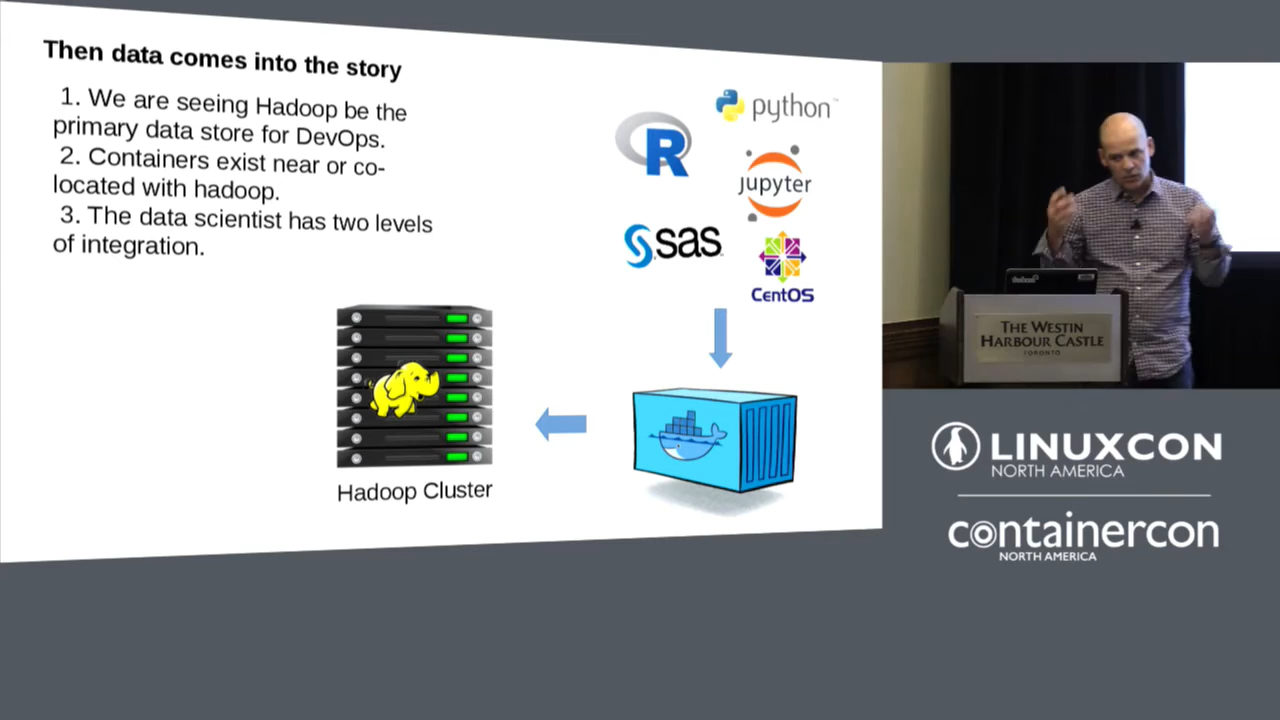 Then data comes into the story
1. We are seeing Hadoop be the
primary data store for DevOps.
2. Containers exist near or co-
located with hadoop.
3. The data scientist has two levels
of integration.
python™
R
jupyter
sas
CentOS
Hadoop Cluster
THE WESTIN
HARBOUR CASTLE
TORONTO
LINUXCON
NORTH AMERICA
containercon
NORTH AMERICA